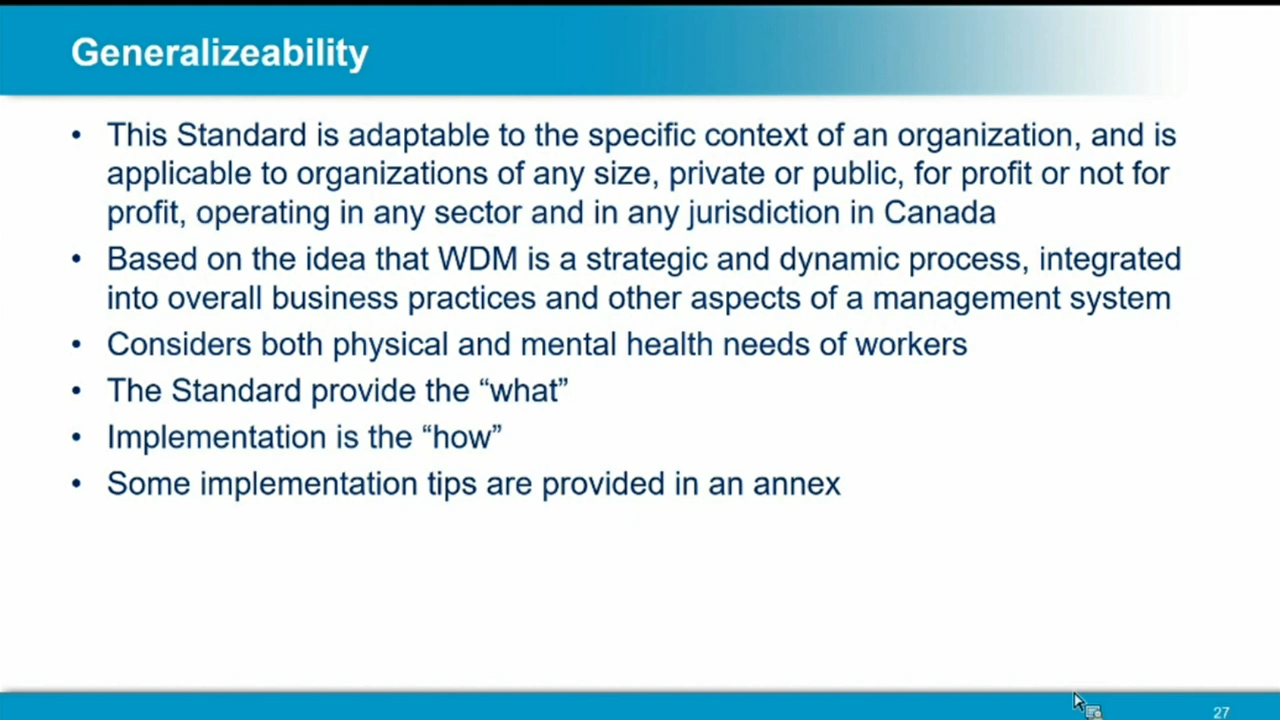 Generalizeability
• This Standard is adaptable to the specific context of an organization, and is
applicable to organizations of any size, private or public, for profit or not for
profit, operating in any sector and in any jurisdiction in Canada
• Based on the idea that WDM is a strategic and dynamic process, integrated
into overall business practices and other aspects of a management system
• Considers both physical and mental health needs of workers
• The Standard provide the “what”
• Implementation is the “how”
• Some implementation tips are provided in an annex
27